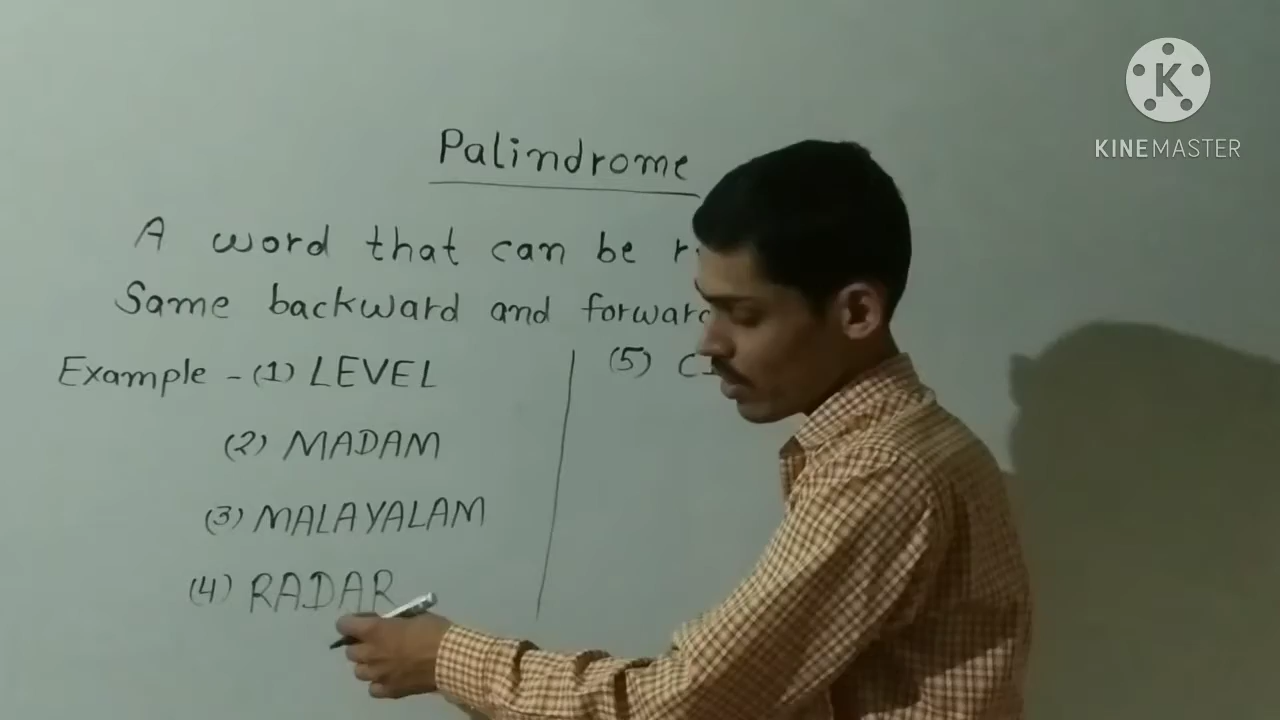 Palindrome
A word that can be
Same backward and forward
Example - (1) LEVEL
(2) MADAM
(3) MALAYALAM
(4) RADAR
(5)
KINEMASTER